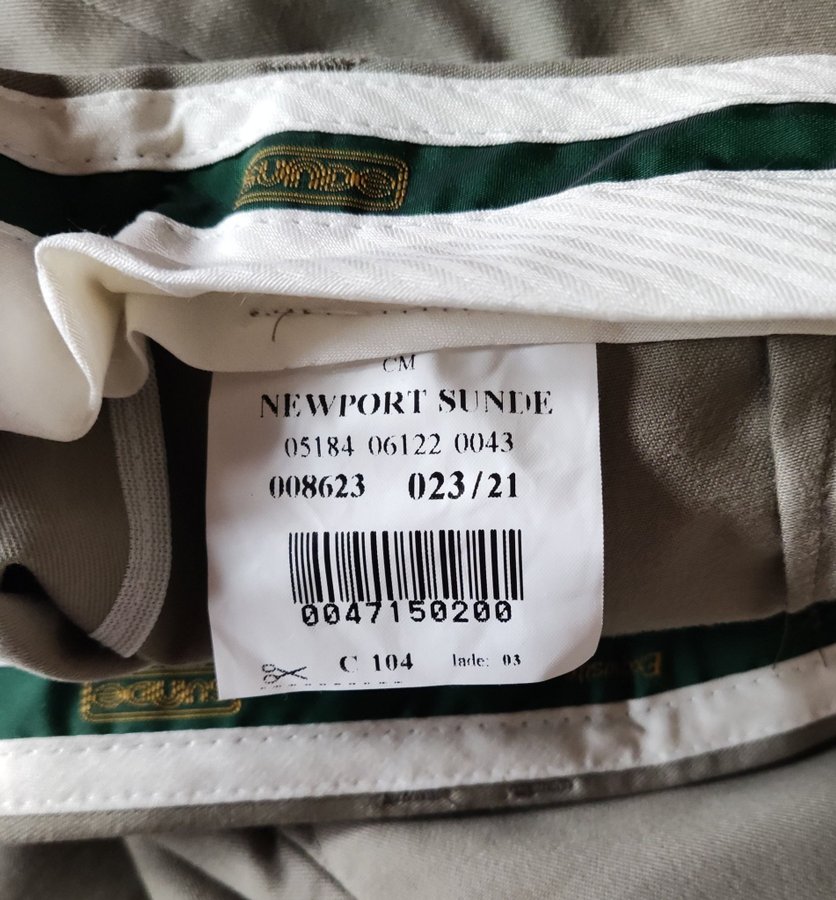 SUNDE
CM
NEWPORT SUNDE
05184 06122 0043
008623 023/21
0047150200
C 104 lade: 03
SUNDE